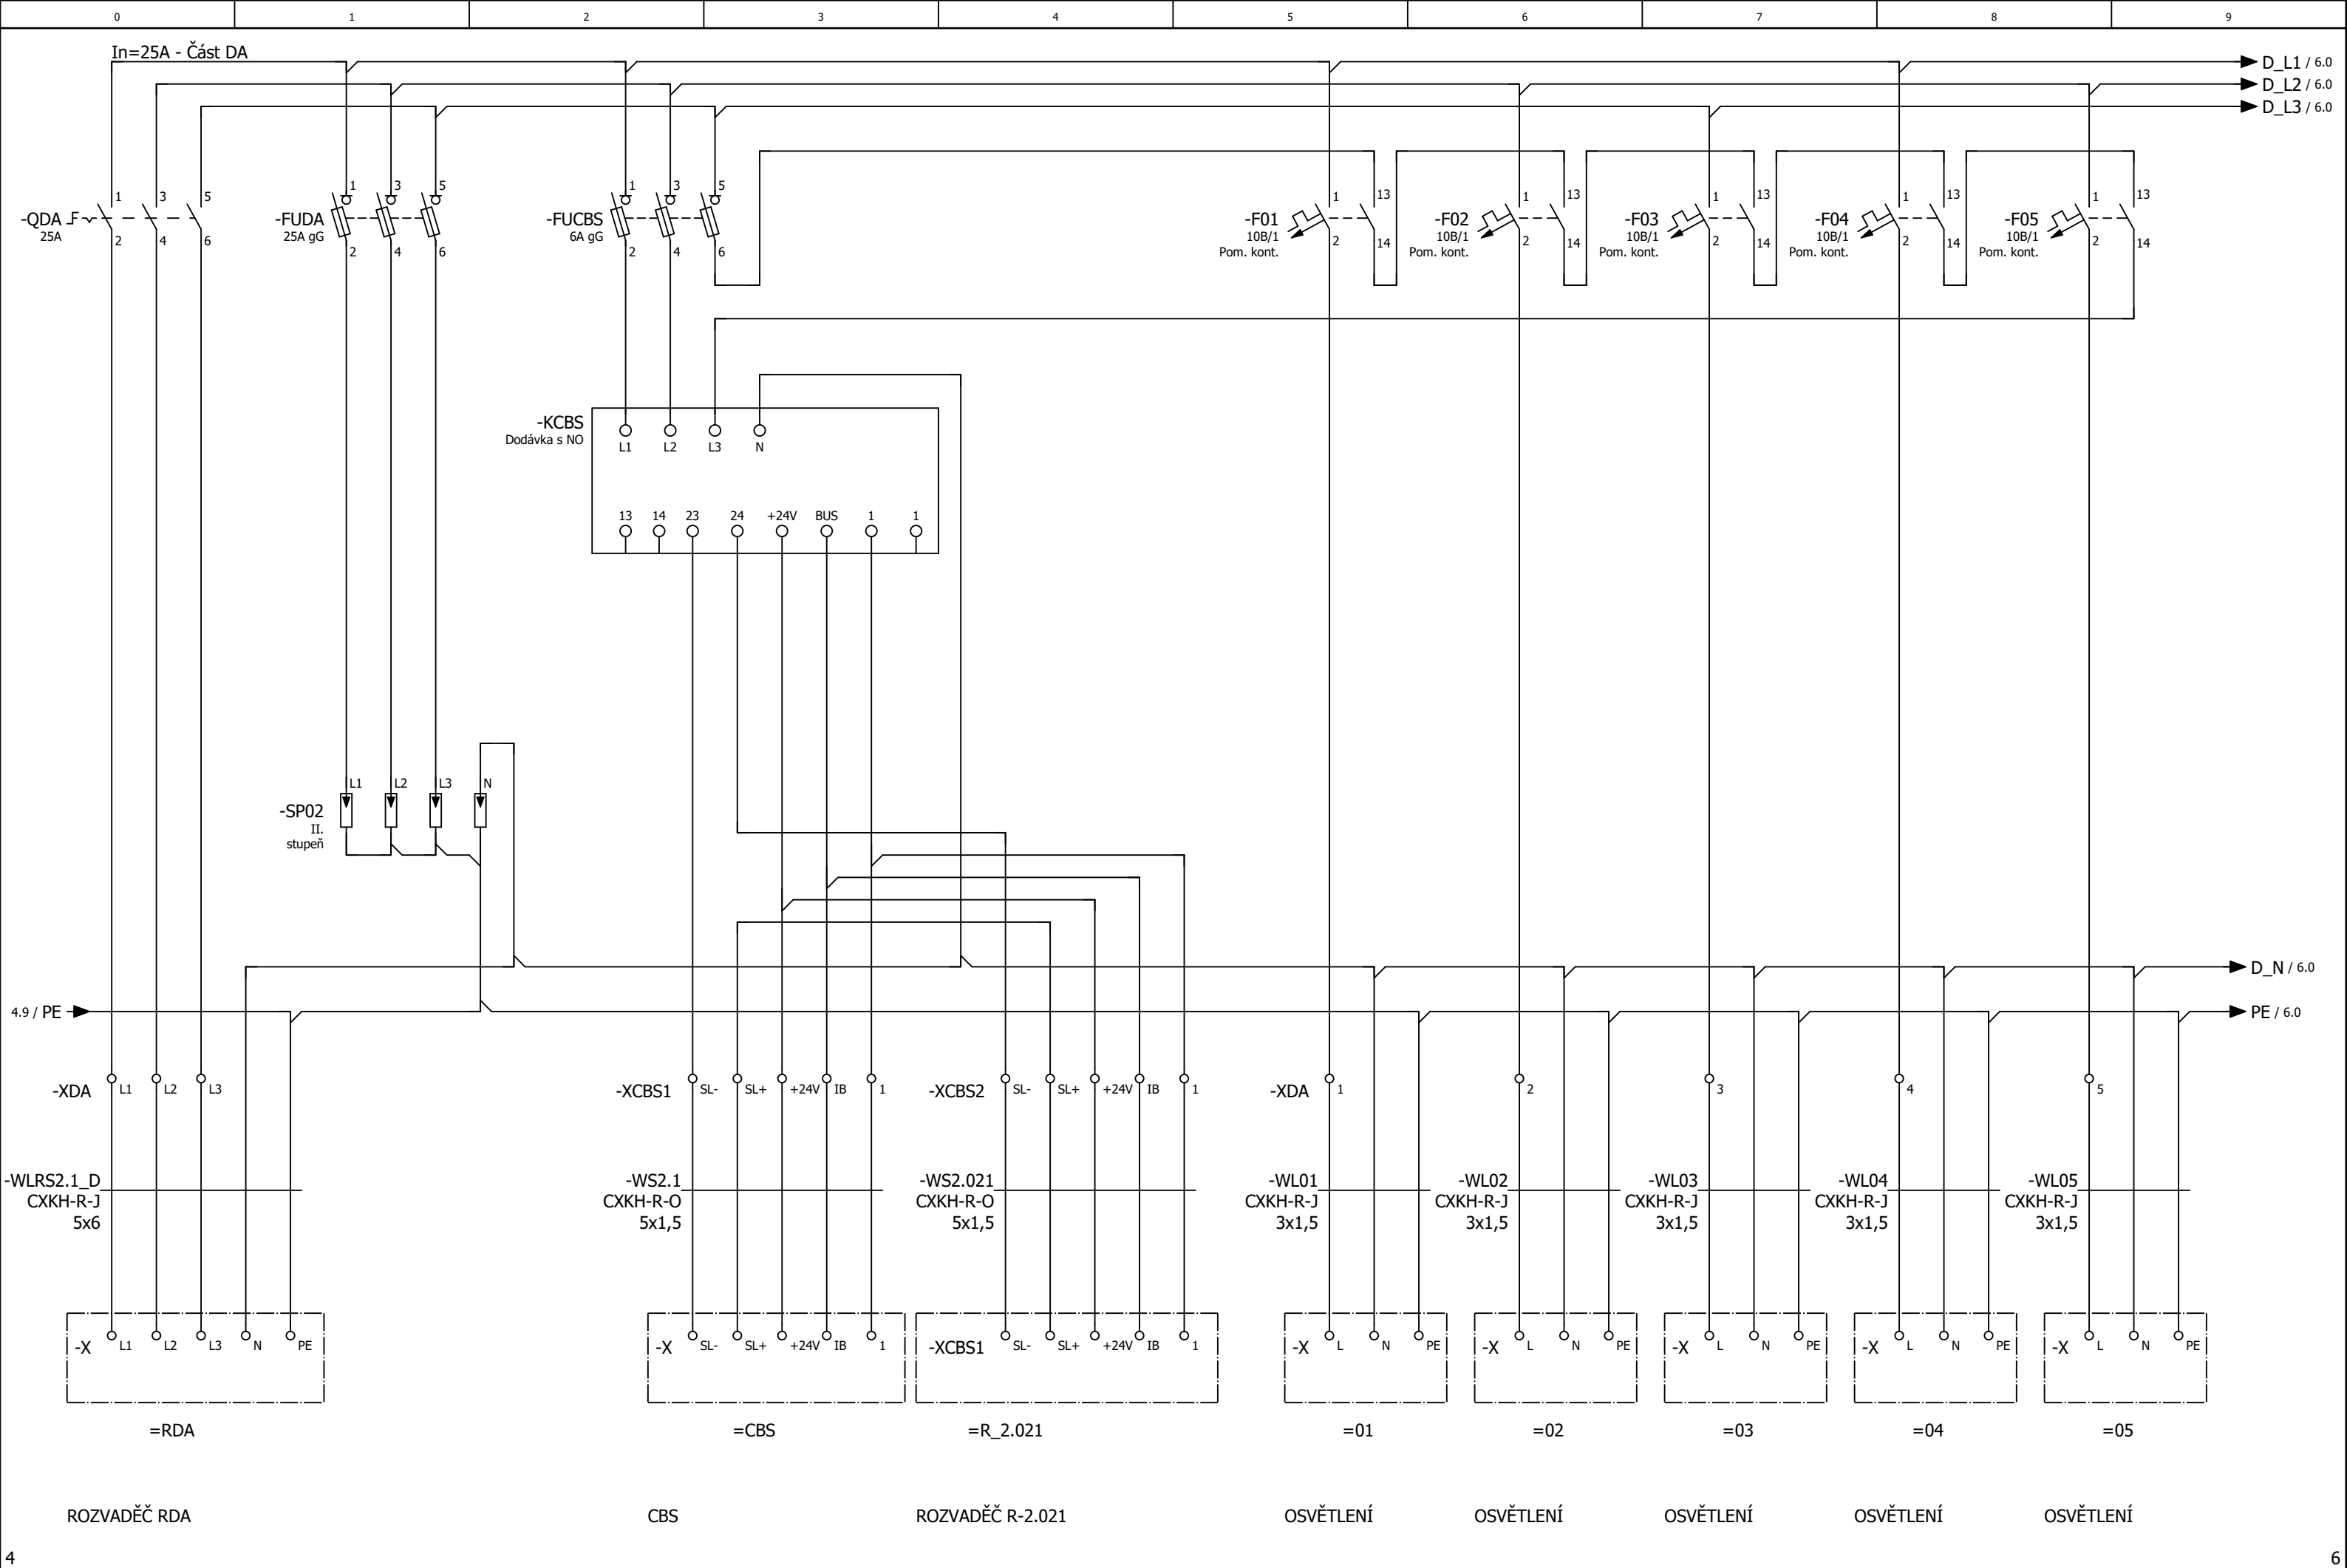 0 1 2 3 4 5 6 7 8 9
In=25A - Část DA
D_L1 / 6.0
D_L2 / 6.0
D_L3 / 6.0
1 3 5 1 3 5 1 3 5 1 13 1 13 1 13 1 13 1 13
-QDA -FUDA -FUCBS -F01 -F02 -F03 -F04 -F05
25A 25A gG 6A gG 10B/1 10B/1 10B/1 10B/1 10B/1
2 4 6 2 4 6 2 4 6 2 14 2 14 2 14 2 14 2 14
Pom. kont. Pom. kont. Pom. kont. Pom. kont. Pom. kont.
-KCBS
Dodávka s NO
L1 L2 L3 N
13 14 23 24 +24V BUS 1 1
L1 L2 L3 N
-SP02
II.
stupeň
D_N / 6.0
4.9 / PE PE / 6.0
-XDA L1 L2 L3 -XCBS1 SL- SL+ +24V IB 1 -XCBS2 SL- SL+ +24V IB 1 -XDA 1 2 3 4 5
-WLRS2.1_D -WS2.1 -WS2.021 -WL01 -WL02 -WL03 -WL04 -WL05
CXKH-R-J CXKH-R-O CXKH-R-O CXKH-R-J CXKH-R-J CXKH-R-J CXKH-R-J CXKH-R-J
5x6 5x1,5 5x1,5 3x1,5 3x1,5 3x1,5 3x1,5 3x1,5
-X L1 L2 L3 N PE -X SL- SL+ +24V IB 1 -XCBS1 SL- SL+ +24V IB 1 -X L N PE -X L N PE -X L N PE -X L N PE -X L N PE
=RDA =CBS =R_2.021 =01 =02 =03 =04 =05
ROZVADĚČ RDA CBS ROZVADĚČ R-2.021 OSVĚTLENÍ OSVĚTLENÍ OSVĚTLENÍ OSVĚTLENÍ OSVĚTLENÍ
4 6